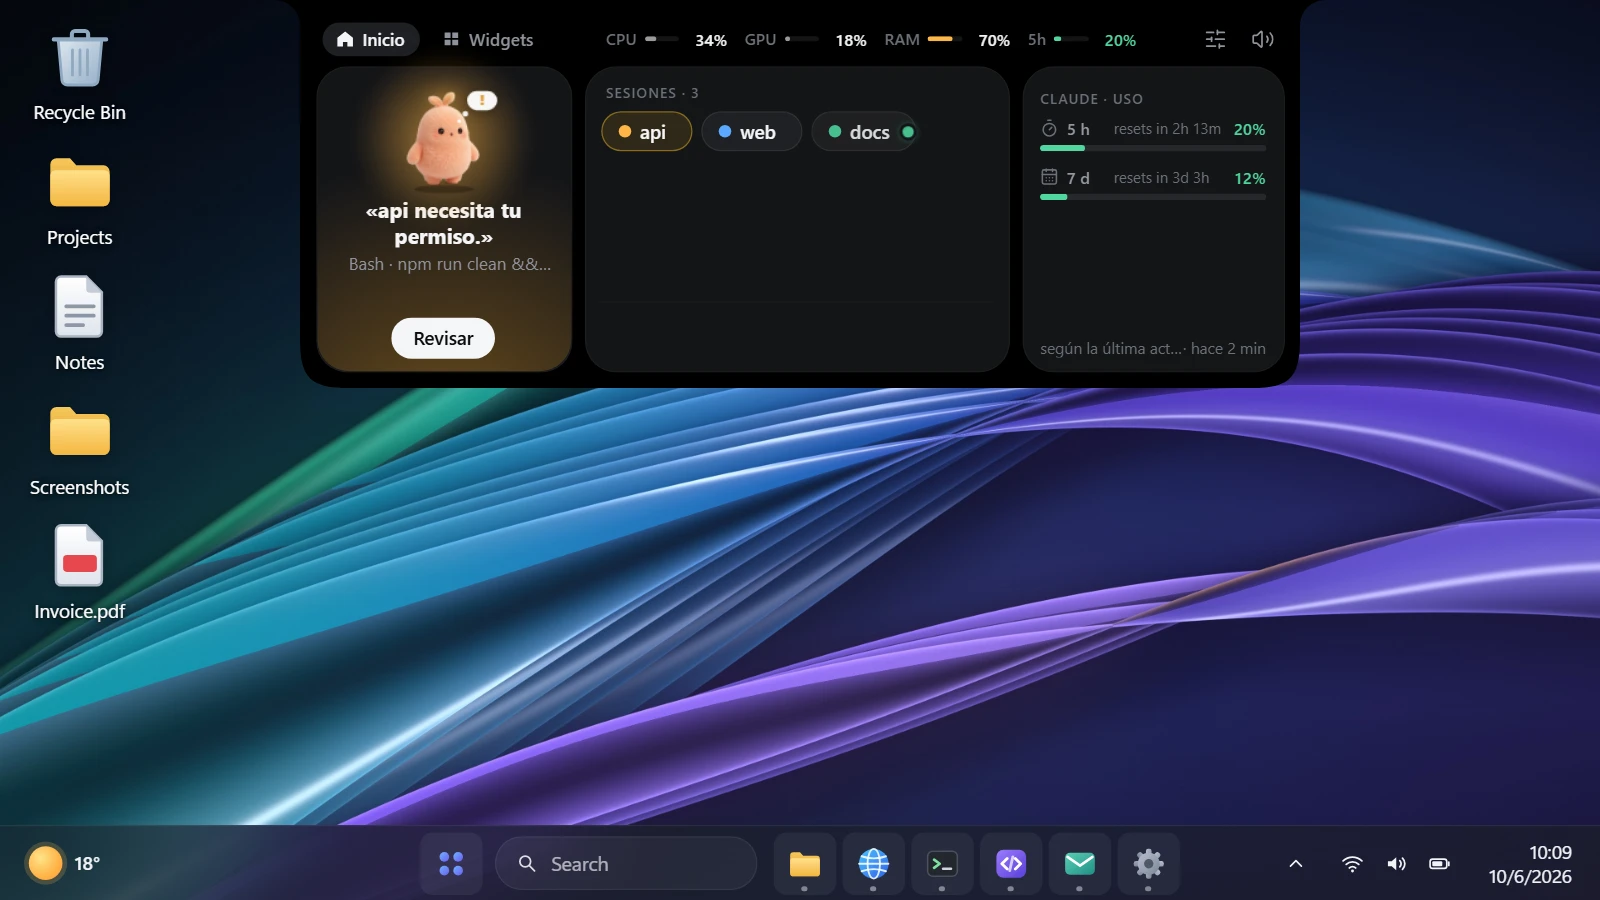 Recycle Bin
Projects
Notes
Screenshots
Invoice.pdf
Inicio
Widgets
CPU 34% GPU 18% RAM 70% 5h 20%
!
«api necesita tu
permiso.»
Bash · npm run clean &&...
Revisar
SESIONES · 3
api
web
docs
CLAUDE · USO
5 h resets in 2h 13m 20%
7 d resets in 3d 3h 12%
según la última act...· hace 2 min
18°
Search
10:09
10/6/2026